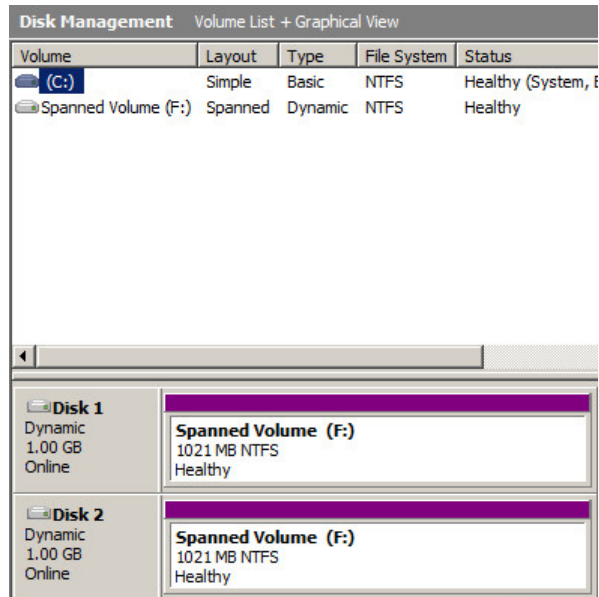 Disk Management Volume List + Graphical View
Volume Layout Type File System Status
(C:) Simple Basic NTFS Healthy (System,
Spanned Volume (F:) Spanned Dynamic NTFS Healthy
Disk 1
Dynamic
1.00 GB
Online
Spanned Volume (F:)
1021 MB NTFS
Healthy
Disk 2
Dynamic
1.00 GB
Online
Spanned Volume (F:)
1021 MB NTFS
Healthy